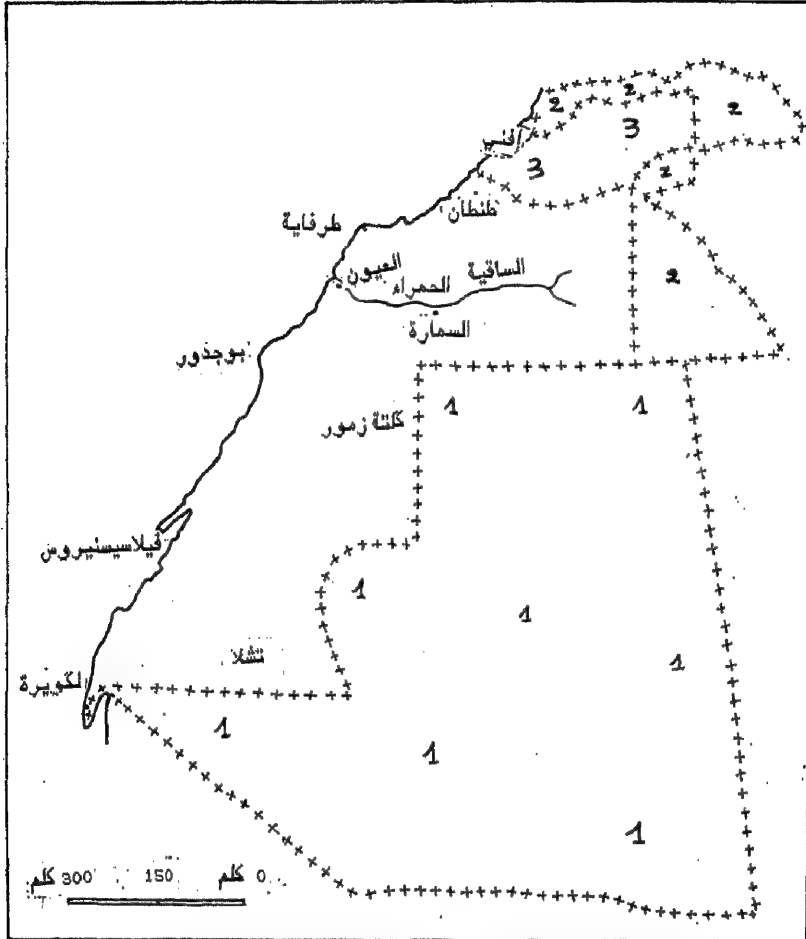 2
2
2
3
إفني
3
2
طنطان
طرفاية
العيون
الساقية
الحمراء
2
السمارة
بوجدور
1
1
كلتة زمور
فيلاسيسنيروس
1
1
تشلا
1
لكويرة
1
1
1
كلم 300 150 0 كلم